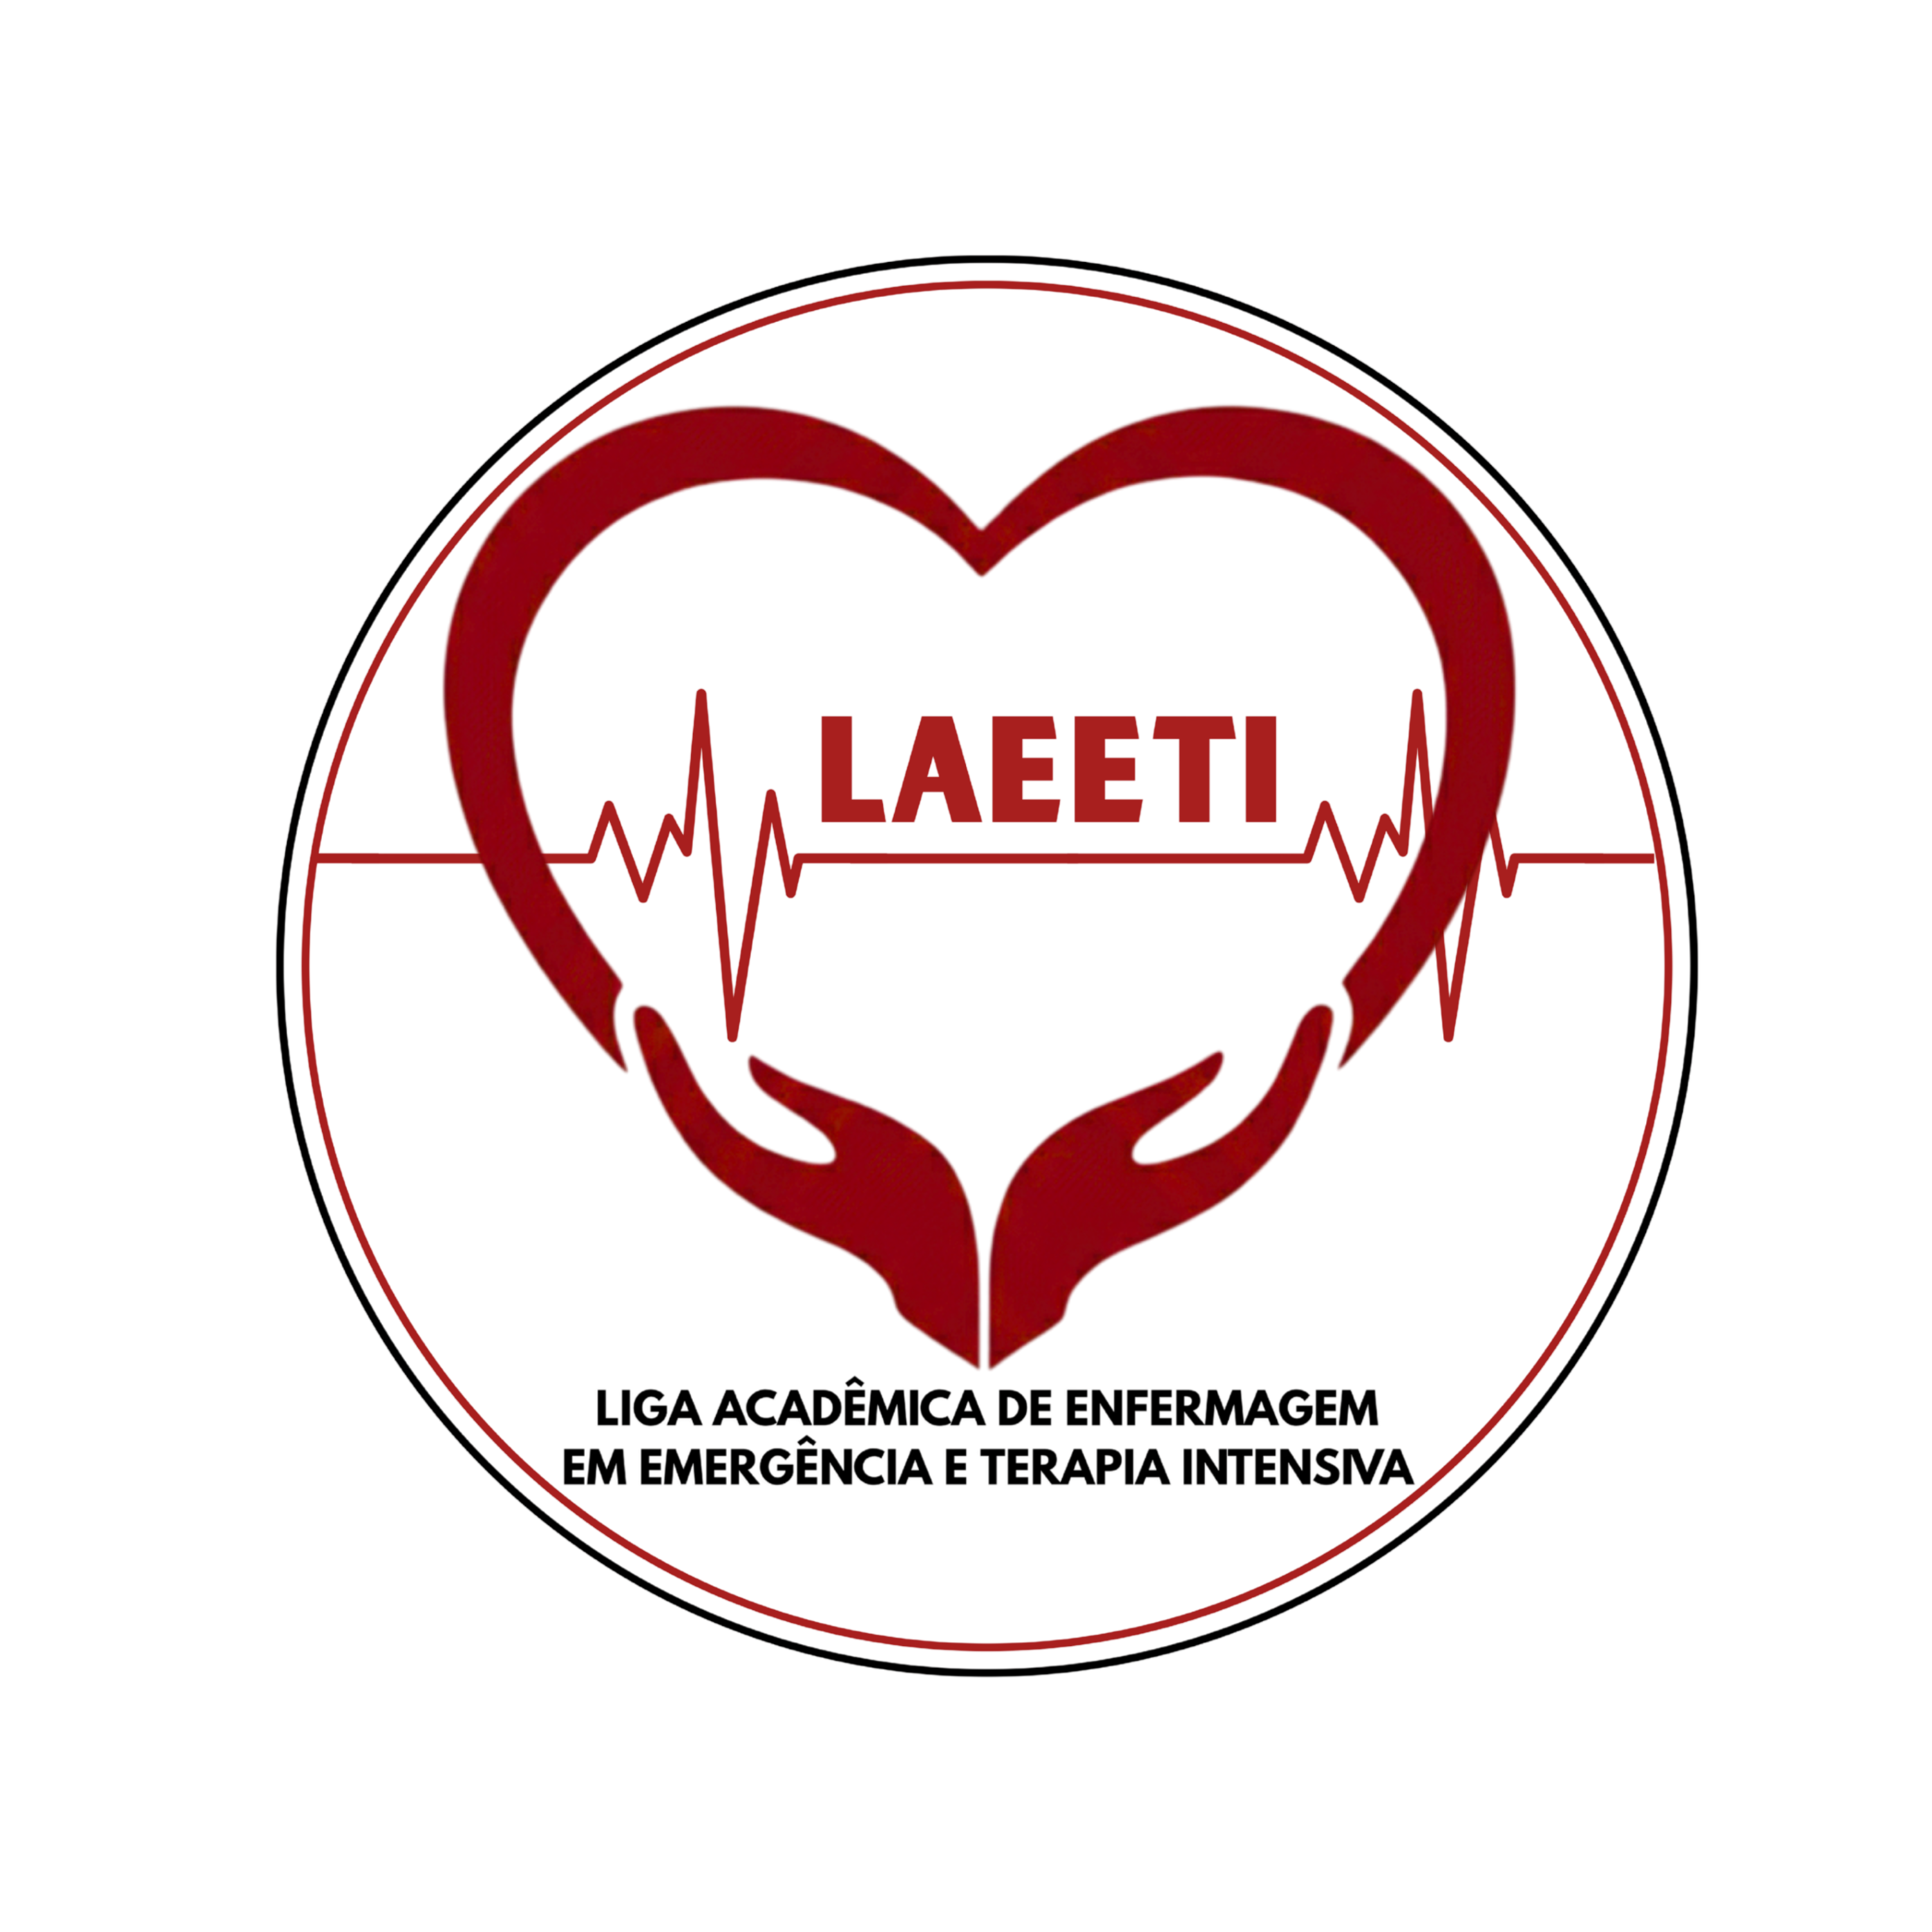 LAEETI
LIGA ACADÊMICA DE ENFERMAGEM
EM EMERGÊNCIA E TERAPIA INTENSIVA